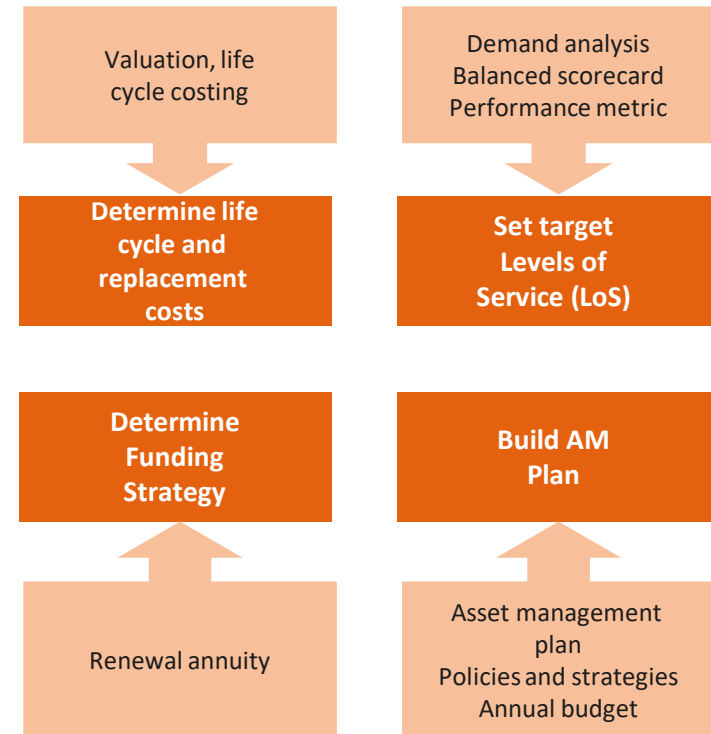 Valuation, life
cycle costing
Demand analysis
Balanced scorecard
Performance metric
Determine life
cycle and
replacement
costs
Set target
Levels of
Service (LoS)
Determine
Funding
Strategy
Build AM
Plan
Renewal annuity
Asset management
plan
Policies and strategies
Annual budget